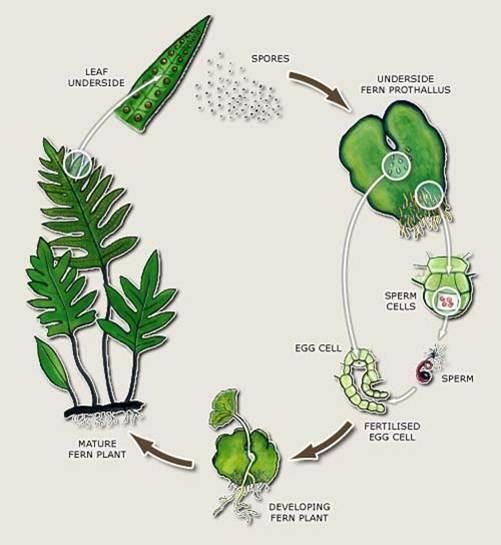 SPORES
LEAF
UNDERSIDE
UNDERSIDE
FERN PROTHALLUS
SPERM
CELLS
EGG CELL
SPERM
FERTILISED
EGG CELL
MATURE
FERN PLANT
DEVELOPING
FERN PLANT